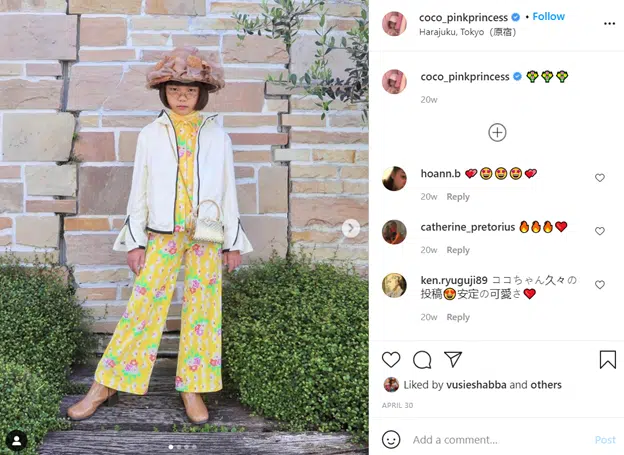 coco_pinkprincess • Follow
Harajuku, Tokyo（原宿）
coco_pinkprincess 🥦🥦🥦
20w
hoann.b 💘😍😍😍💘
20w Reply
catherine_pretorius 🔥🔥🔥❤️
20w Reply
ken.ryuguji89 ココちゃん久々の
投稿😍安定の可愛さ❤️
20w Reply
Liked by vusieshabba and others
APRIL 30
Add a comment... Post